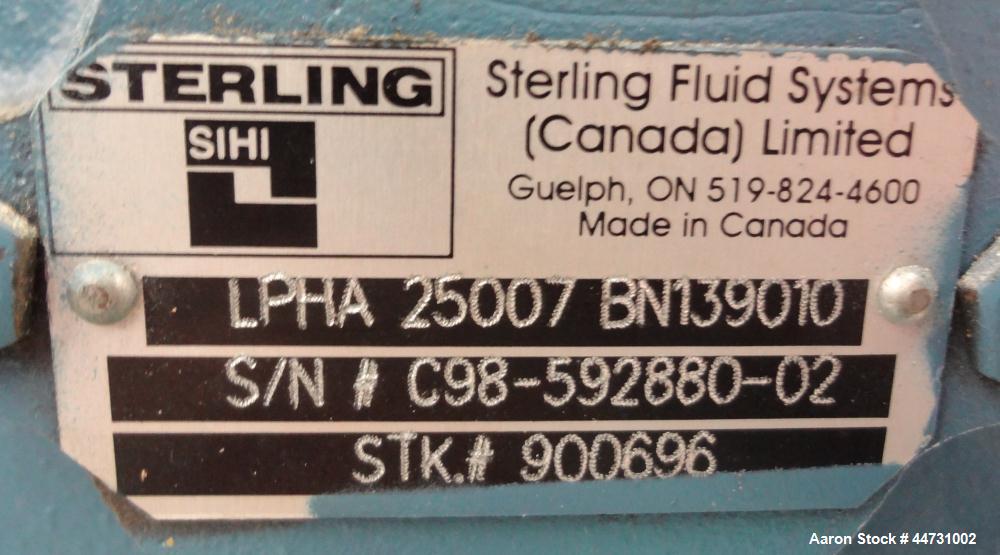 STERLING
SIHI
Sterling Fluid Systems
(Canada) Limited
Guelph, ON 519-824-4600
Made in Canada
LPHA 25007 BN139010
S/N # C98-592880-02
STK.# 900696
Aaron Stock # 44731002